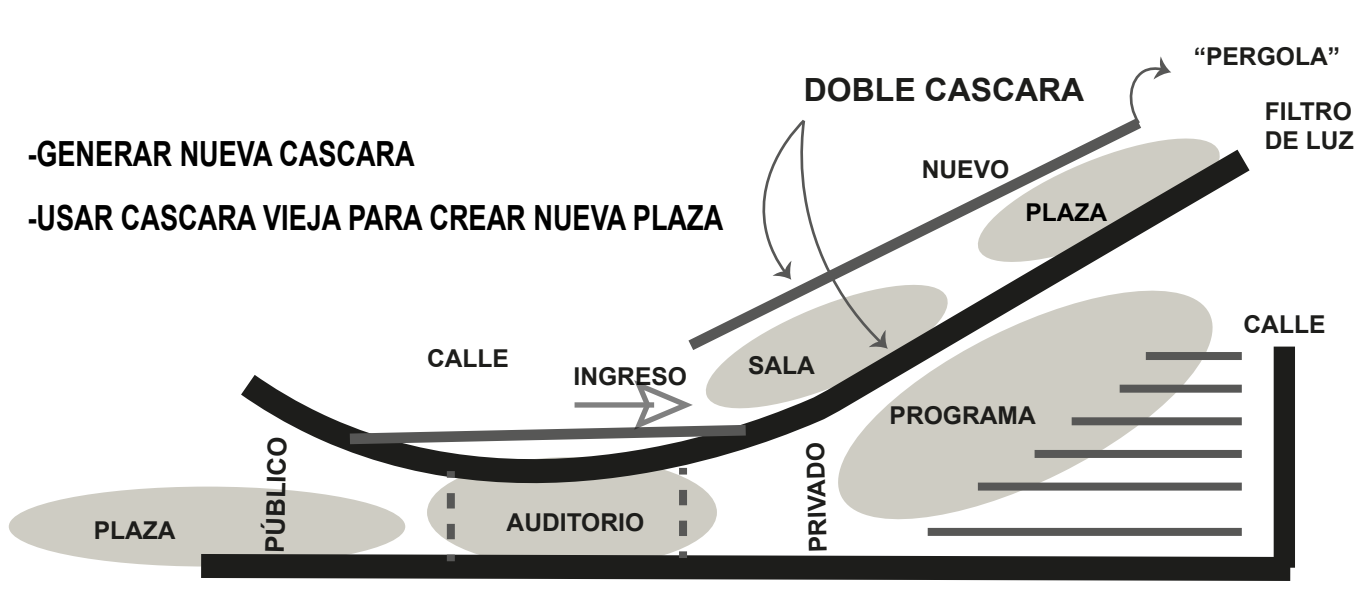 “PERGOLA”
DOBLE CASCARA
FILTRO
DE LUZ
-GENERAR NUEVA CASCARA
NUEVO
-USAR CASCARA VIEJA PARA CREAR NUEVA PLAZA
PLAZA
CALLE
CALLE
INGRESO
SALA
PROGRAMA
PÚBLICO
PRIVADO
PLAZA
AUDITORIO